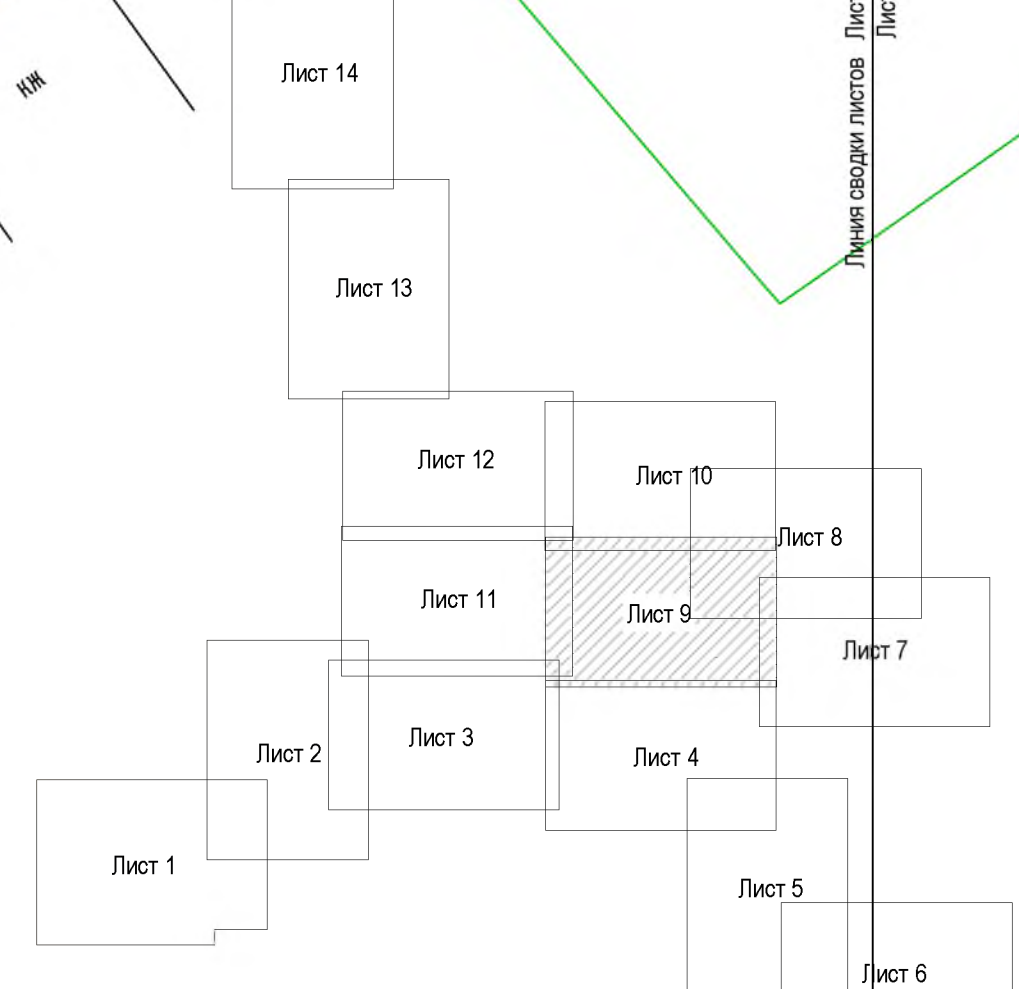 Лист 14
КЖ
Линия сводки листов
Лист 13
Лист 12
Лист 10
Лист 8
Лист 11
Лист 9
Лист 7
Лист 3
Лист 2
Лист 4
Лист 1
Лист 5
Лист 6